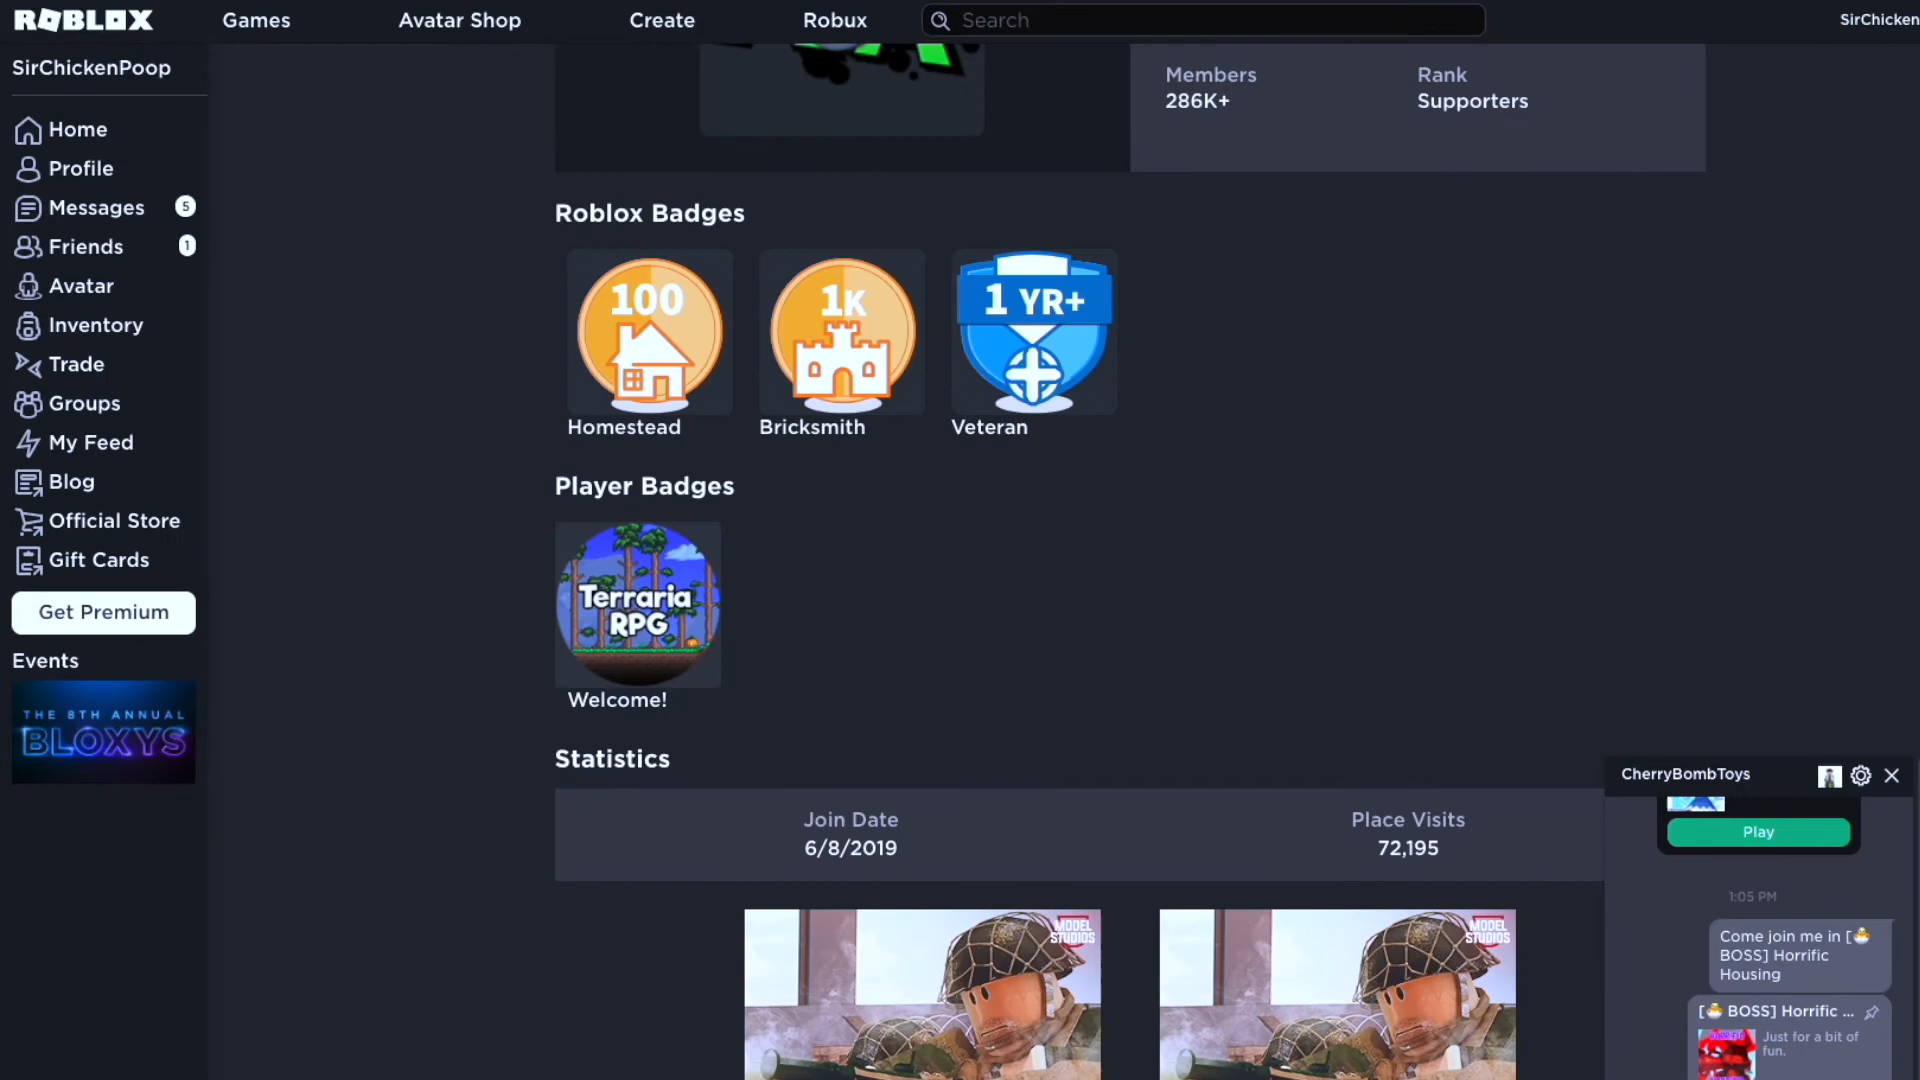 ROBLOX
Games
Avatar Shop
Create
Robux
Search
SirChicken
SirChickenPoop
Home
Profile
Messages 5
Friends 1
Avatar
Inventory
Trade
Groups
My Feed
Blog
Official Store
Gift Cards
Get Premium
Events
THE 8TH ANNUAL
BLOXYS
Members
286K+
Rank
Supporters
Roblox Badges
100
Homestead
1K
Bricksmith
1 YR+
Veteran
Player Badges
Terraria
RPG
Welcome!
Statistics
Join Date
6/8/2019
Place Visits
72,195
MODEL
STUDIOS
MODEL
STUDIOS
CherryBombToys
Play
1:05 PM
Come join me in [🐣
BOSS] Horrific
Housing
[🐣 BOSS] Horrific ...
Just for a bit of
fun.